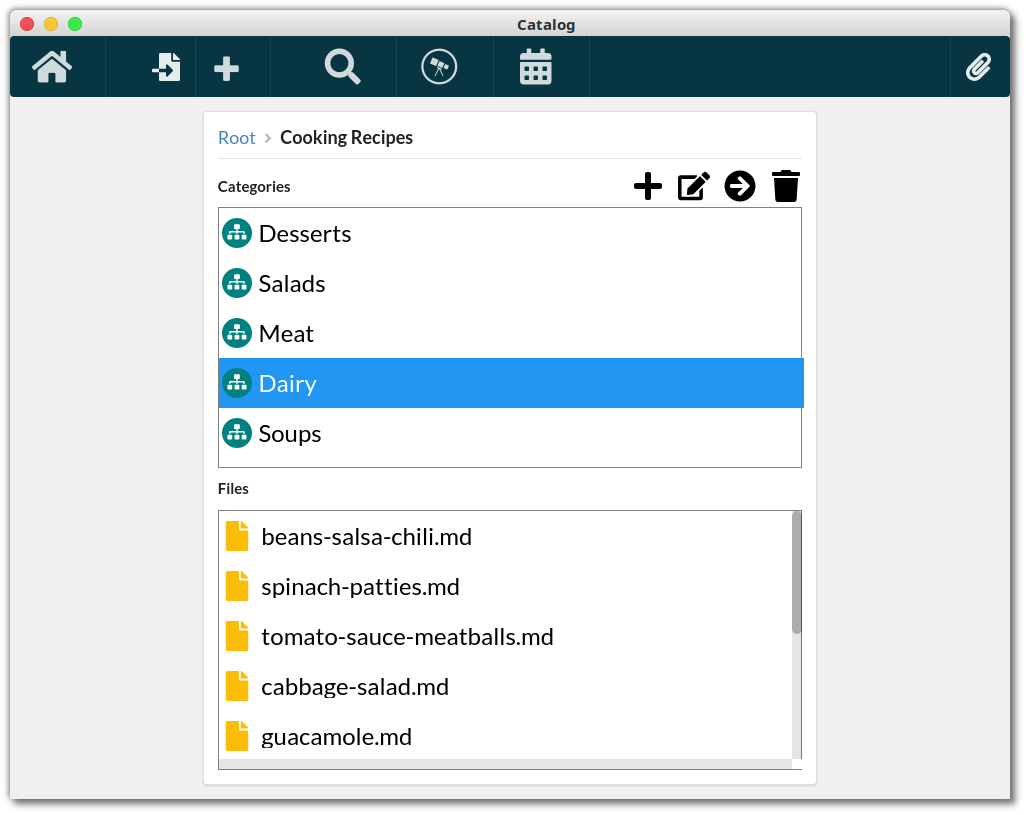 Catalog
Root > Cooking Recipes
Categories
Desserts
Salads
Meat
Dairy
Soups
Files
beans-salsa-chili.md
spinach-patties.md
tomato-sauce-meatballs.md
cabbage-salad.md
guacamole.md